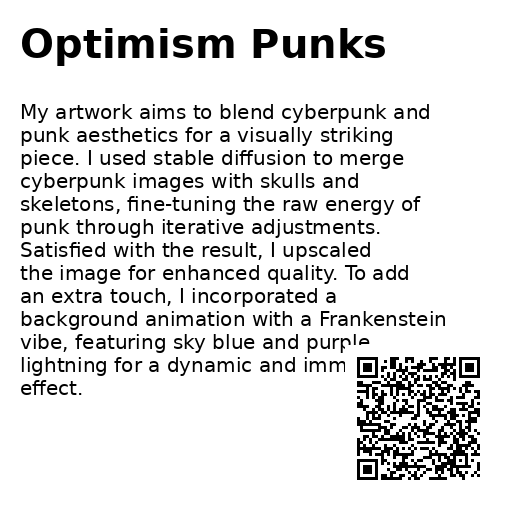 Optimism Punks
My artwork aims to blend cyberpunk and
punk aesthetics for a visually striking
piece. I used stable diffusion to merge
cyberpunk images with skulls and
skeletons, fine-tuning the raw energy of
punk through iterative adjustments.
Satisfied with the result, I upscaled
the image for enhanced quality. To add
an extra touch, I incorporated a
background animation with a Frankenstein
vibe, featuring sky blue and purple
lightning for a dynamic and imm
effect.